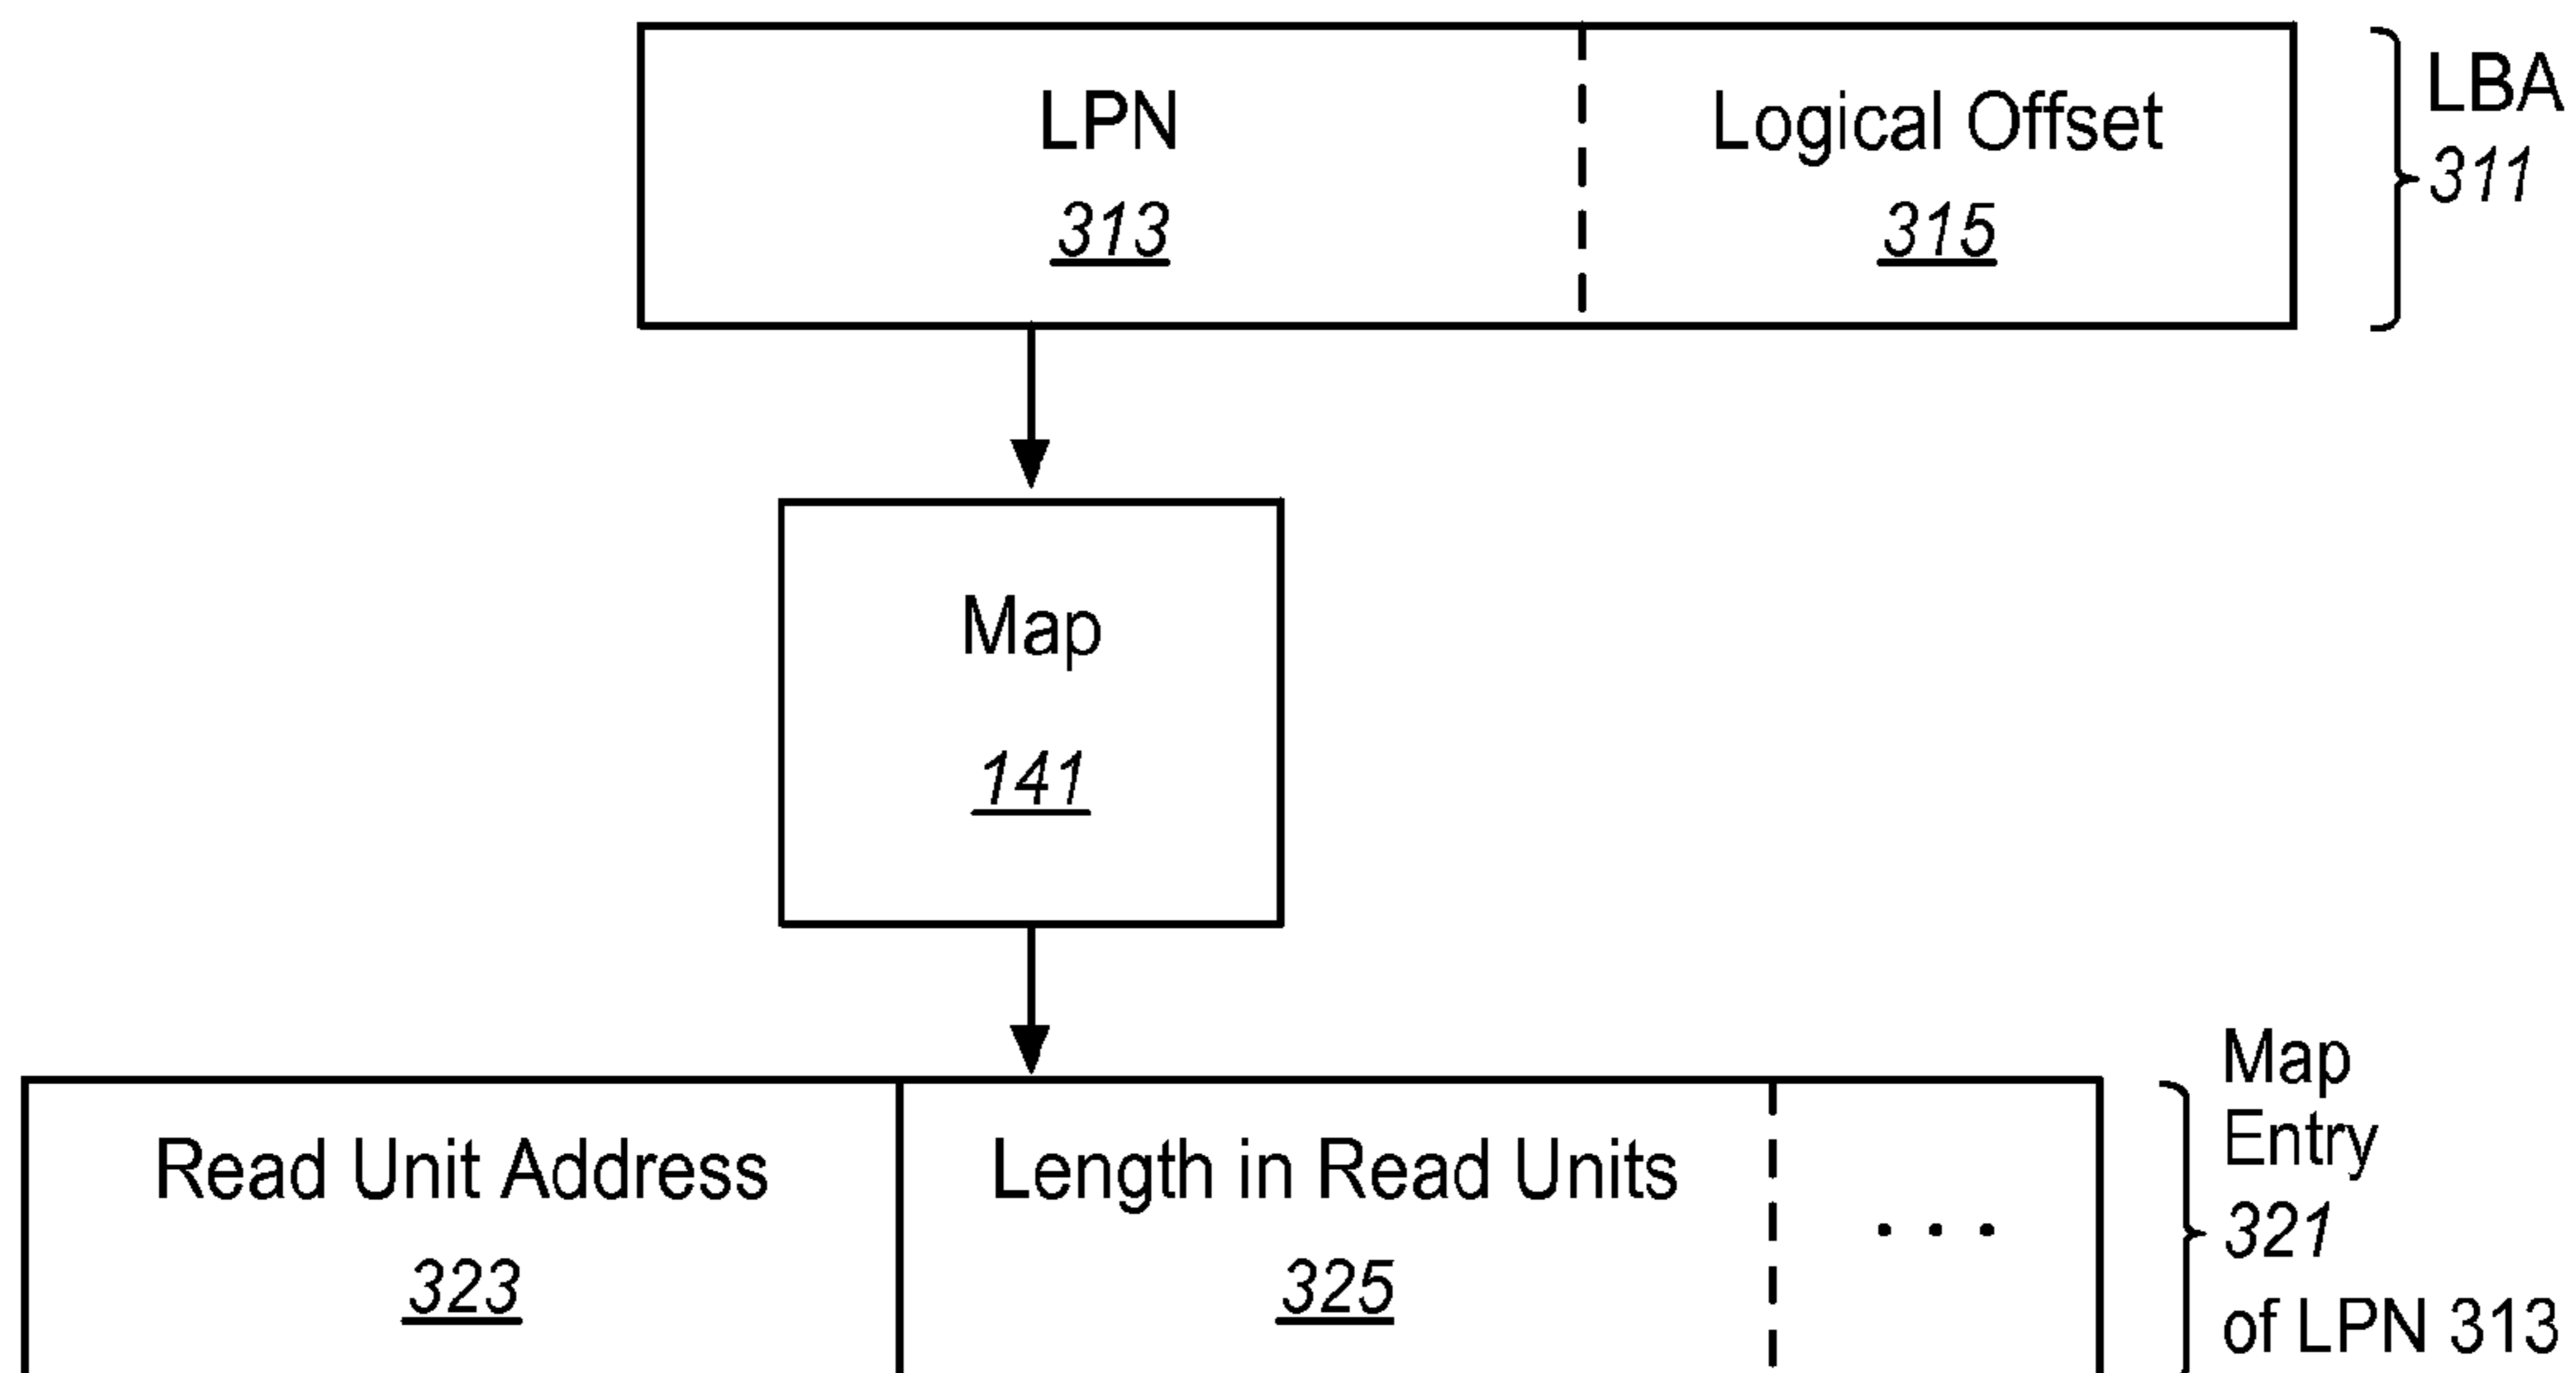 LPN
313
Logical Offset
315
LBA
311
Map
141
Read Unit Address
323
Length in Read Units
325
. . .
Map
Entry
321
of LPN 313